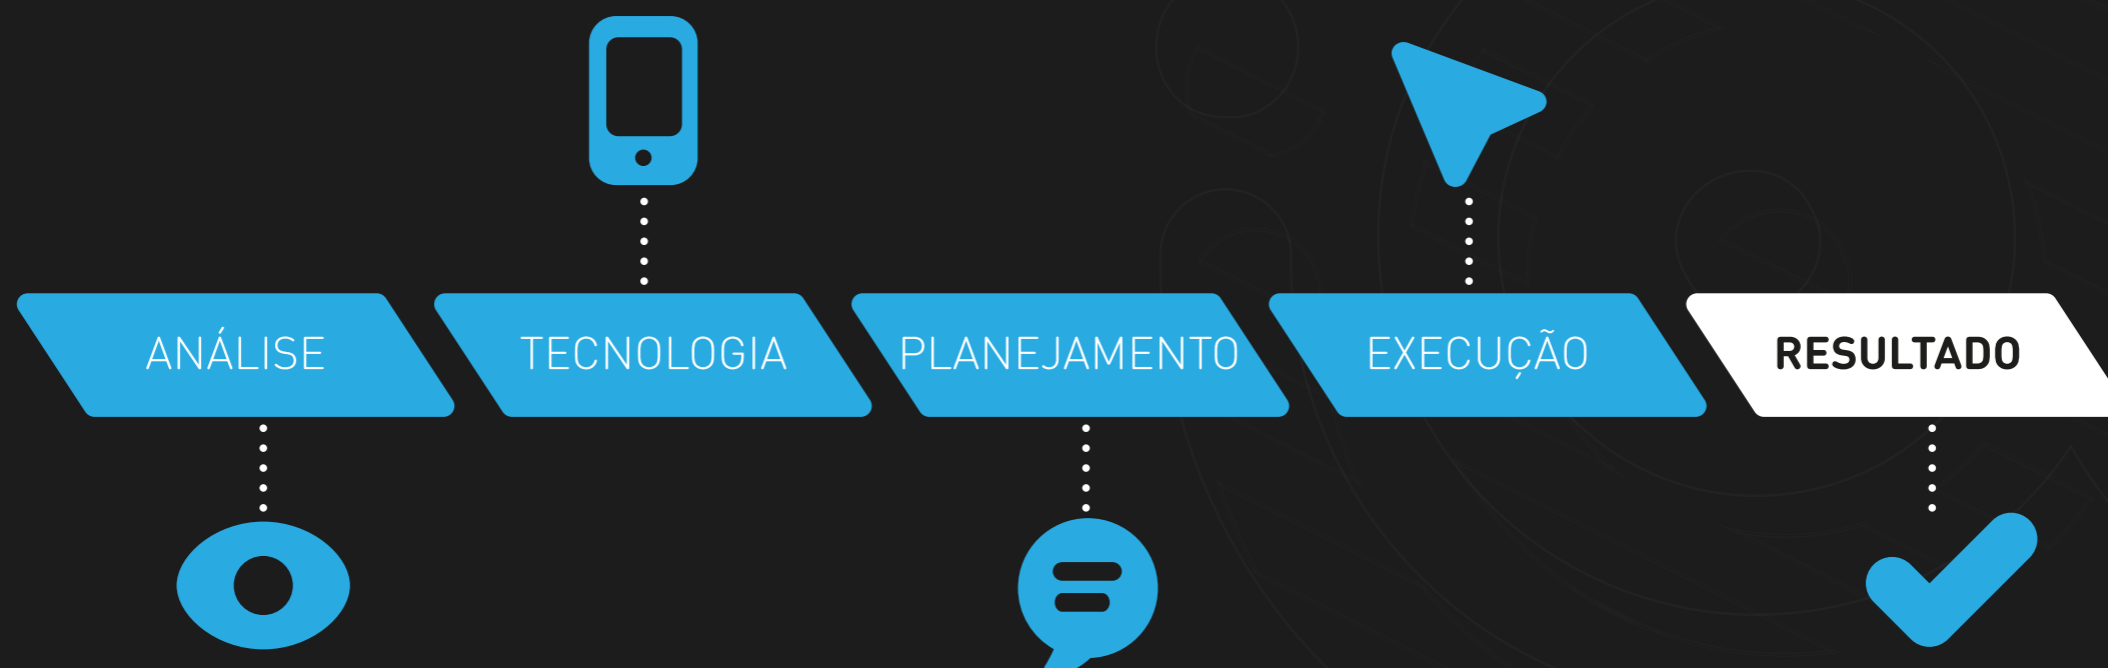 ANÁLISE
TECNOLOGIA
PLANEJAMENTO
EXECUÇÃO
RESULTADO